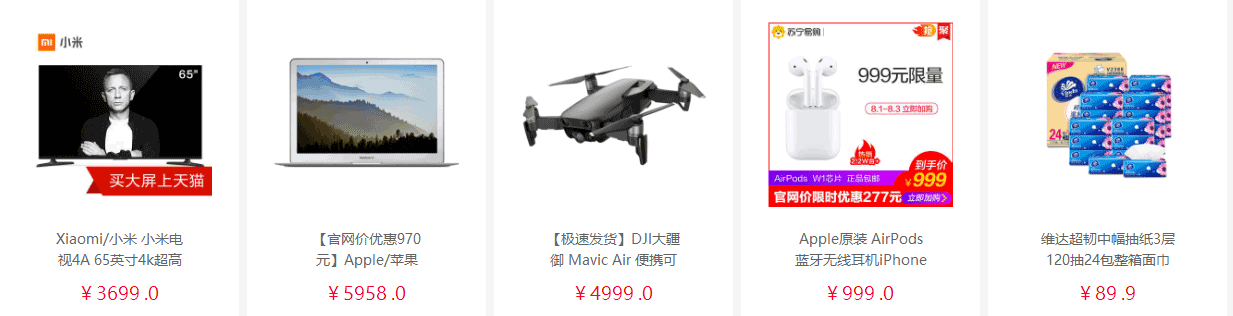 小米
65"
买大屏上天猫
Xiaomi/小米 小米电
视4A 65英寸4k超高
¥3699.0
【官网价优惠970
元】Apple/苹果
¥5958.0
【极速发货】DJI大疆
御 Mavic Air 便携可
¥4999.0
苏宁易购
抢 聚
999元限量
8.1-8.3 立即抢购
热销
2.2W台+
到手价
AirPods W1芯片 正品包邮
¥999
官网价限时优惠277元
立即加购
Apple原装 AirPods
蓝牙无线耳机iPhone
¥999.0
NEW
V2388
Vinda
24
维达超韧中幅抽纸3层
120抽24包整箱面巾
¥89.9